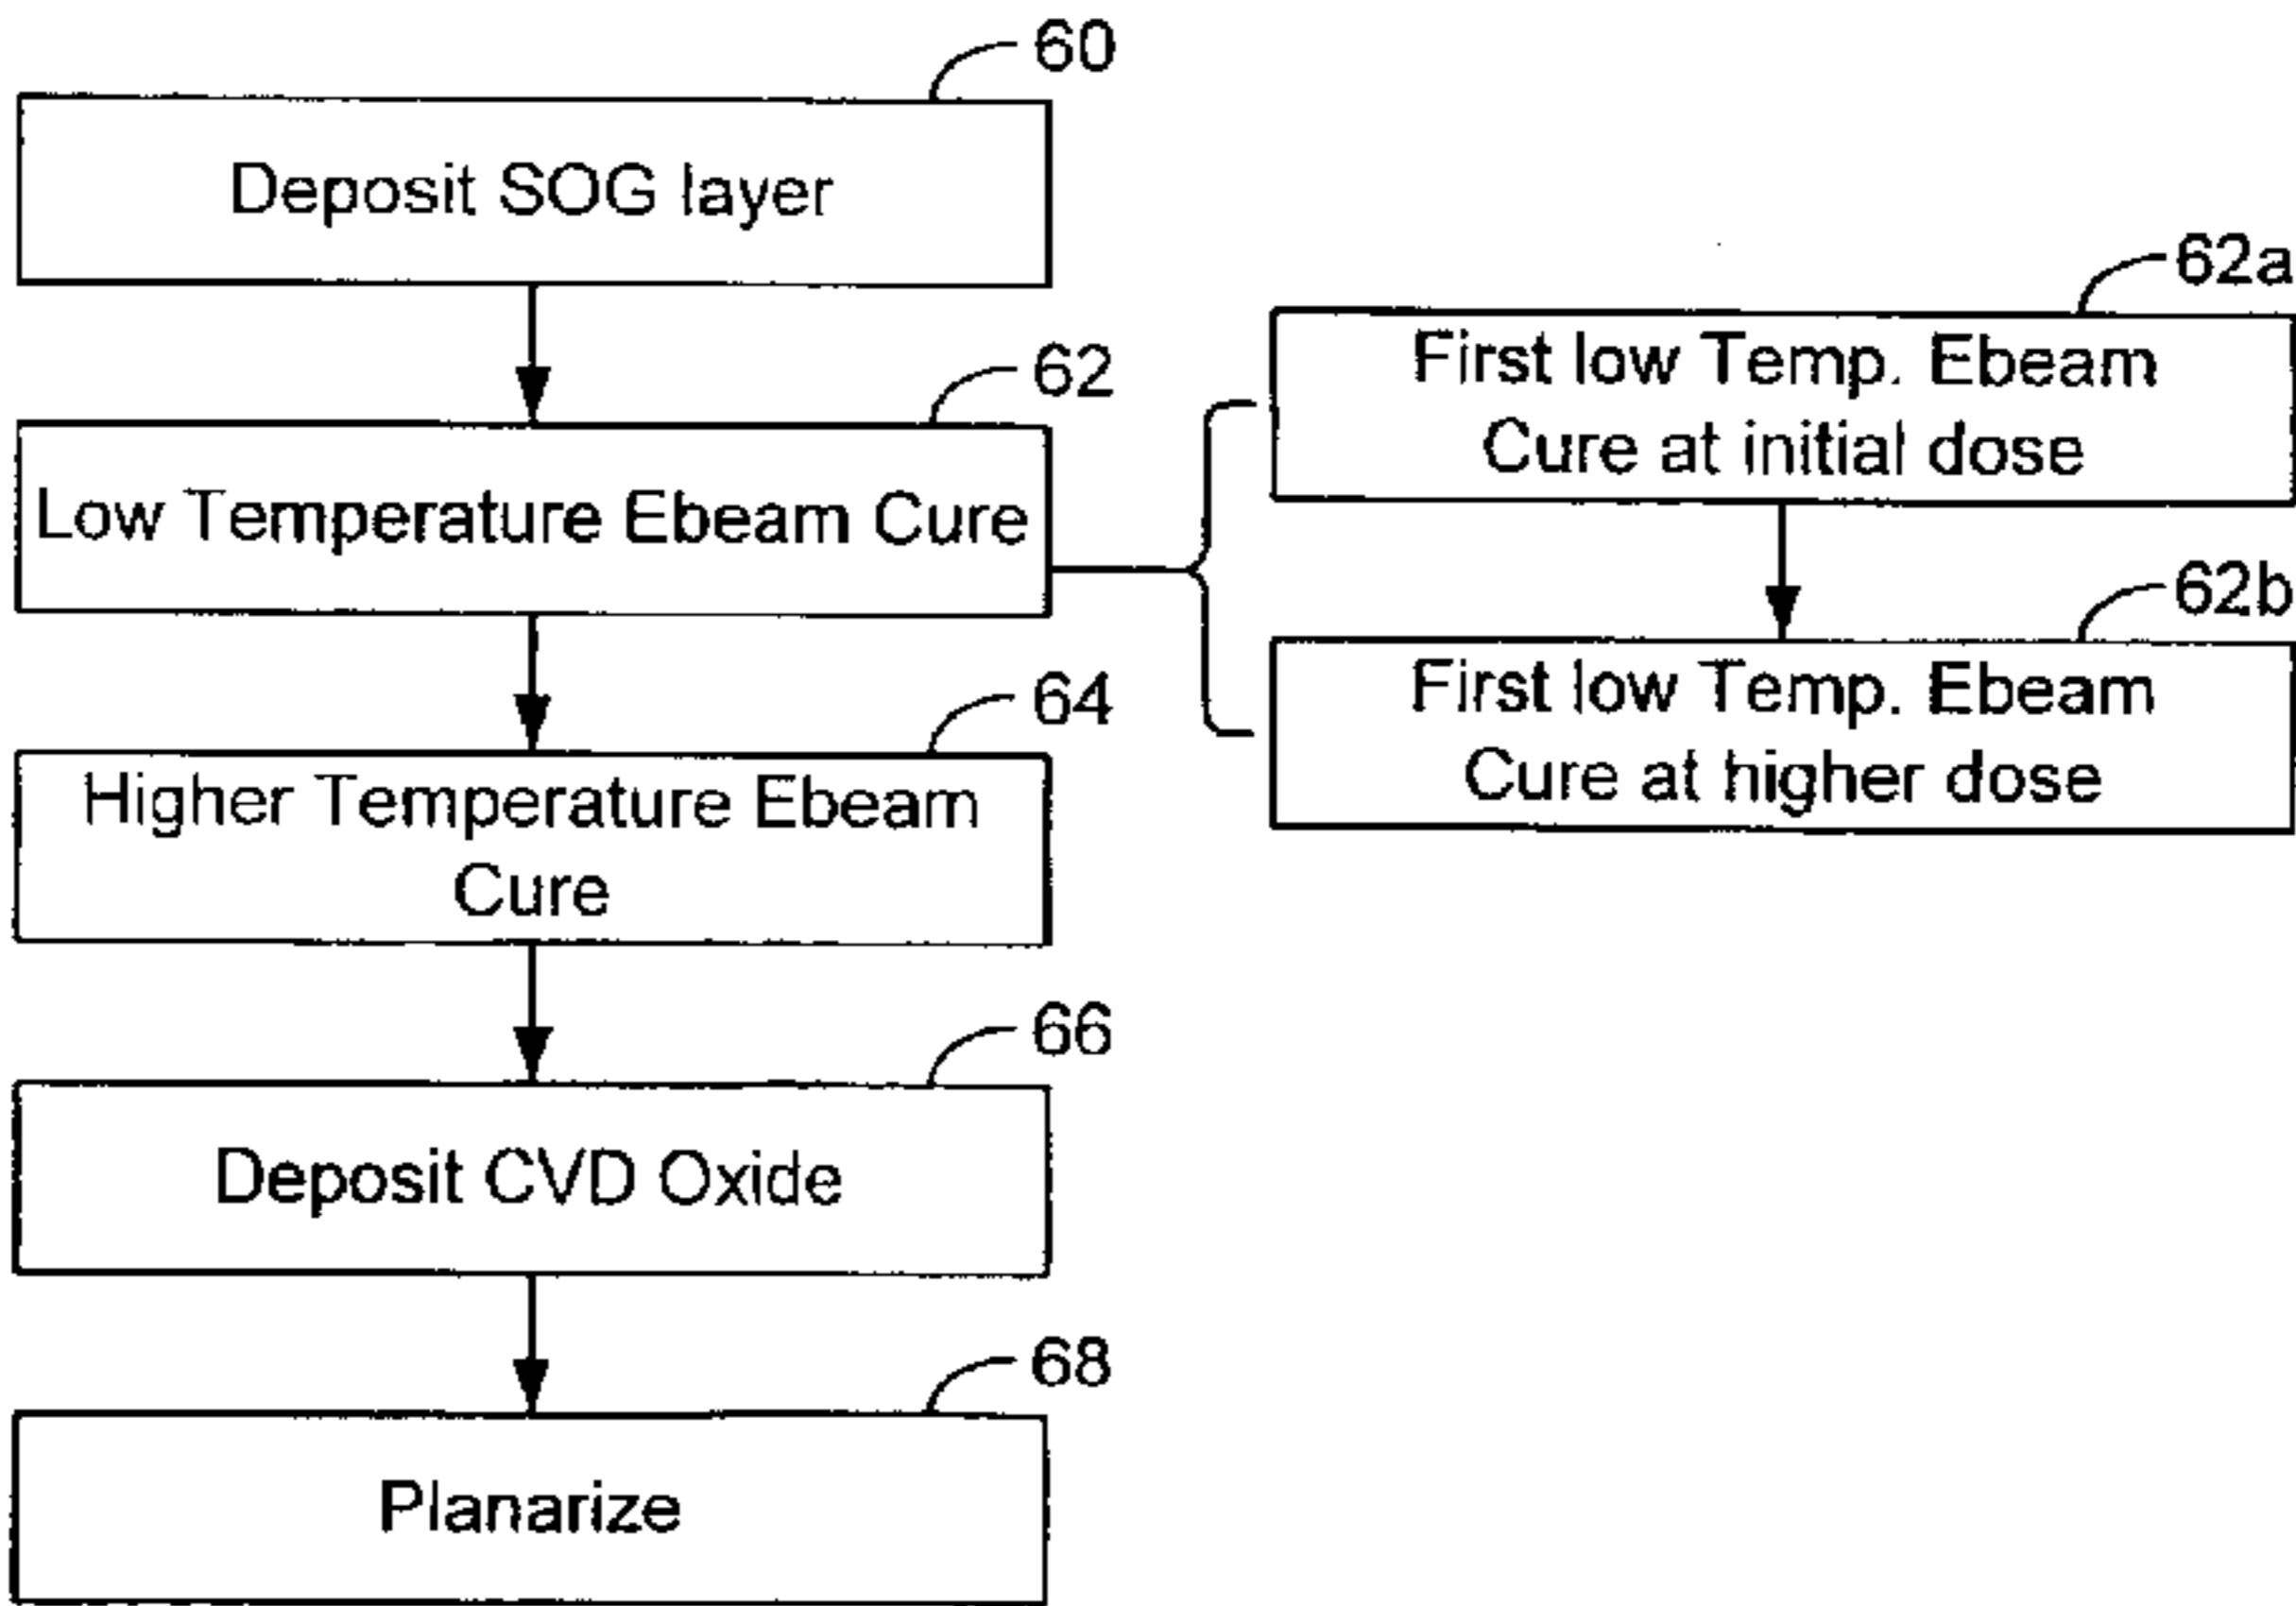 60
Deposit SOG layer
62
Low Temperature Ebeam Cure
62a
First low Temp. Ebeam
Cure at initial dose
62b
First low Temp. Ebeam
Cure at higher dose
64
Higher Temperature Ebeam
Cure
66
Deposit CVD Oxide
68
Planarize